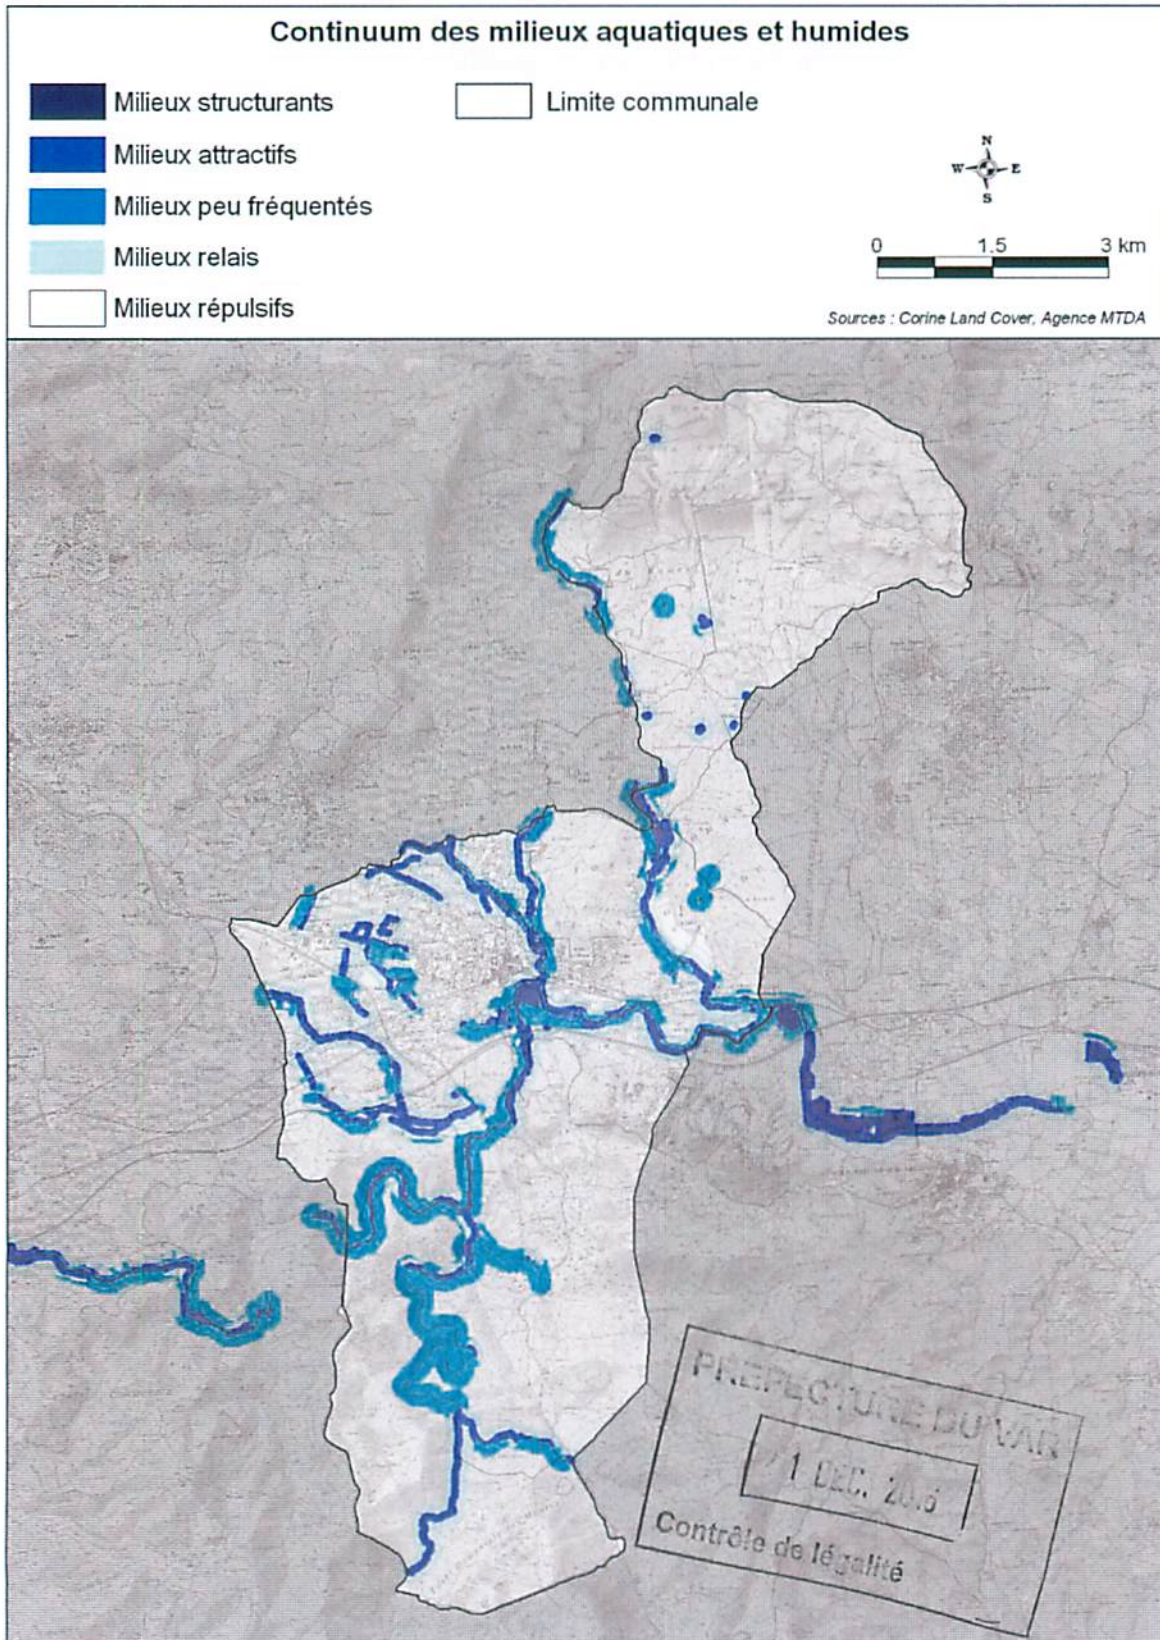 Continuum des milieux aquatiques et humides
Milieux structurants
Limite communale
Milieux attractifs
Milieux peu fréquentés
Milieux relais
Milieux répulsifs
N
W E
S
0 1.5 3 km
Sources : Corine Land Cover, Agence MTDA
PREFECTURE DU VAR
1 DEC.
Contrôle de légalité